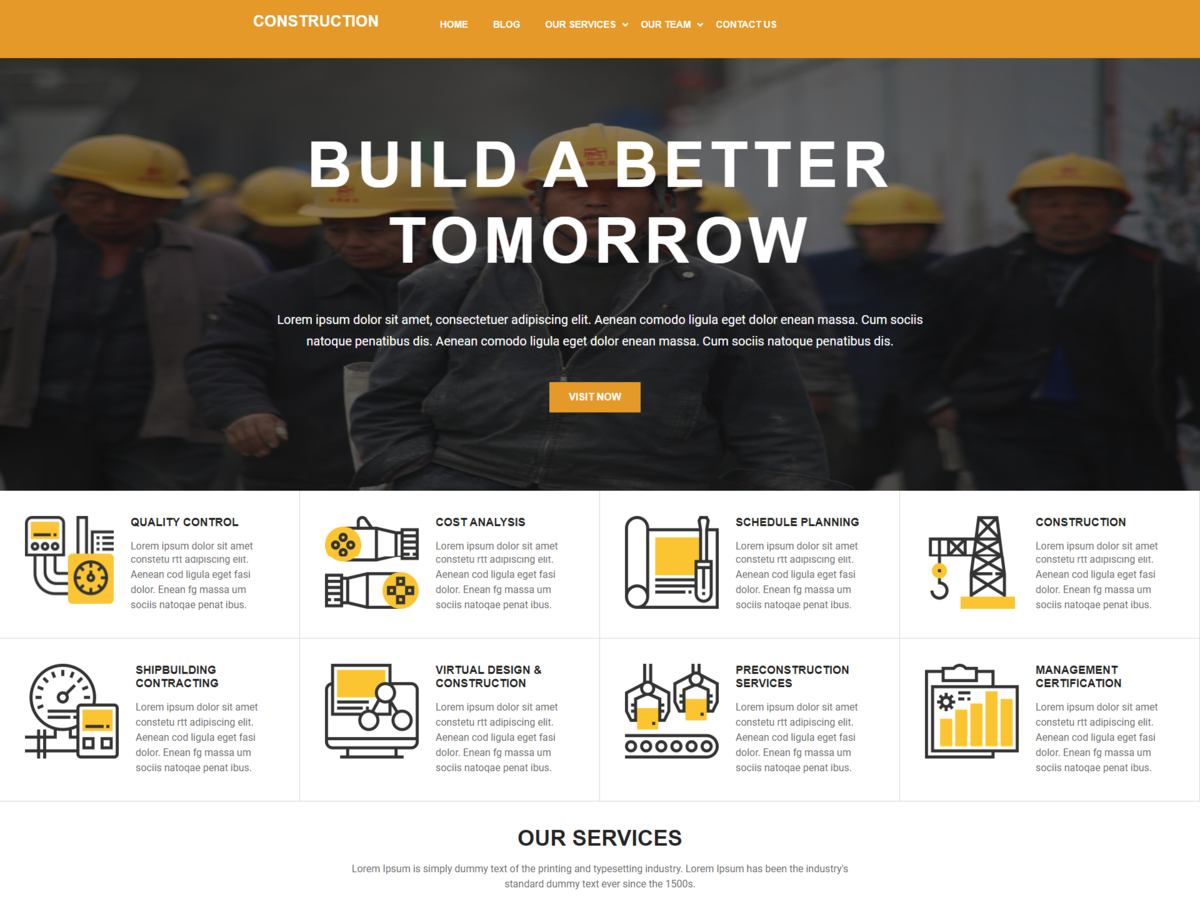 CONSTRUCTION
HOME BLOG OUR SERVICES OUR TEAM CONTACT US
BUILD A BETTER
TOMORROW
Lorem ipsum dolor sit amet, consectetuer adipiscing elit. Aenean comodo ligula eget dolor enean massa. Cum sociis
natoque penatibus dis. Aenean comodo ligula eget dolor enean massa. Cum sociis natoque penatibus dis.
VISIT NOW
QUALITY CONTROL
Lorem ipsum dolor sit amet
constetu rtt adipiscing elit.
Aenean cod ligula eget fasi
dolor. Enean fg massa um
sociis natoqae penat ibus.
COST ANALYSIS
Lorem ipsum dolor sit amet
constetu rtt adipiscing elit.
Aenean cod ligula eget fasi
dolor. Enean fg massa um
sociis natoqae penat ibus.
SCHEDULE PLANNING
Lorem ipsum dolor sit amet
constetu rtt adipiscing elit.
Aenean cod ligula eget fasi
dolor. Enean fg massa um
sociis natoqae penat ibus.
CONSTRUCTION
Lorem ipsum dolor sit amet
constetu rtt adipiscing elit.
Aenean cod ligula eget fasi
dolor. Enean fg massa um
sociis natoqae penat ibus.
SHIPBUILDING
CONTRACTING
Lorem ipsum dolor sit amet
constetu rtt adipiscing elit.
Aenean cod ligula eget fasi
dolor. Enean fg massa um
sociis natoqae penat ibus.
VIRTUAL DESIGN &
CONSTRUCTION
Lorem ipsum dolor sit amet
constetu rtt adipiscing elit.
Aenean cod ligula eget fasi
dolor. Enean fg massa um
sociis natoqae penat ibus.
PRECONSTRUCTION
SERVICES
Lorem ipsum dolor sit amet
constetu rtt adipiscing elit.
Aenean cod ligula eget fasi
dolor. Enean fg massa um
sociis natoqae penat ibus.
MANAGEMENT
CERTIFICATION
Lorem ipsum dolor sit amet
constetu rtt adipiscing elit.
Aenean cod ligula eget fasi
dolor. Enean fg massa um
sociis natoqae penat ibus.
OUR SERVICES
Lorem Ipsum is simply dummy text of the printing and typesetting industry. Lorem Ipsum has been the industry's
standard dummy text ever since the 1500s.